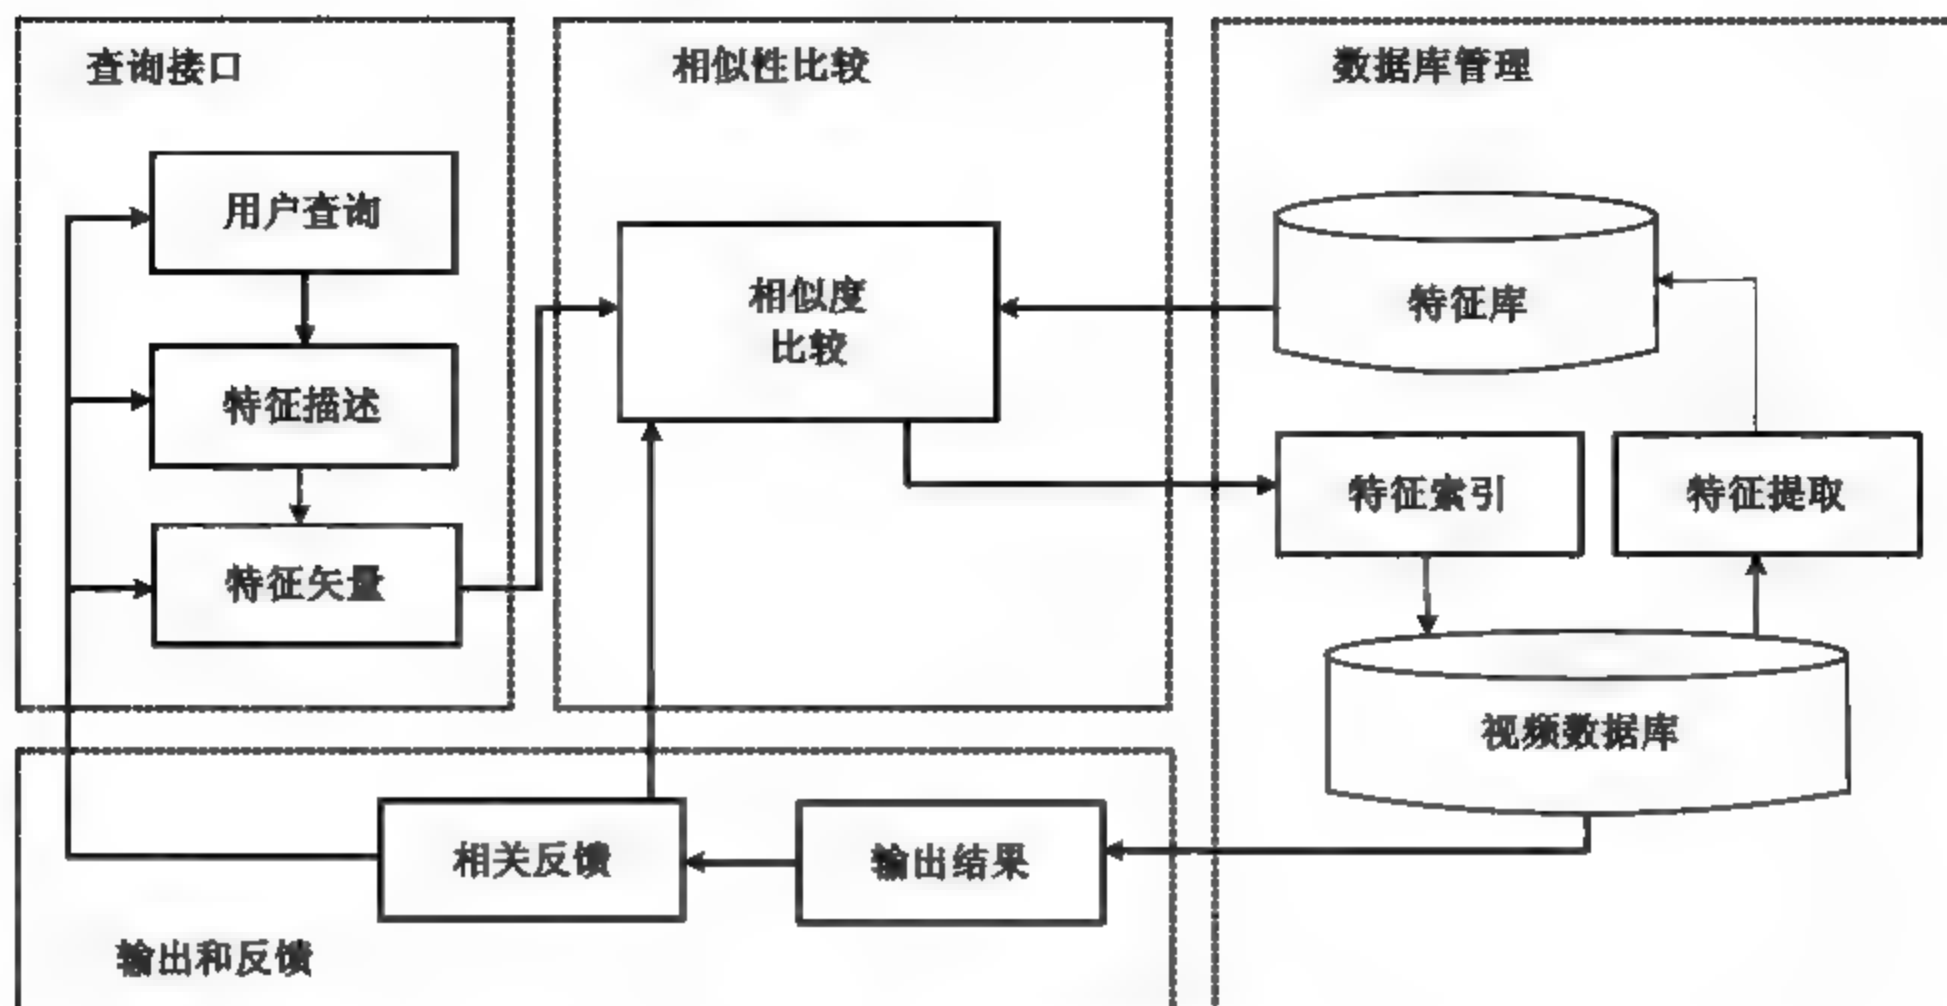 查询接口
用户查询
特征描述
特征矢量
相似性比较
相似度
比较
数据库管理
特征库
特征索引
特征提取
视频数据库
相关反馈
输出结果
输出和反馈